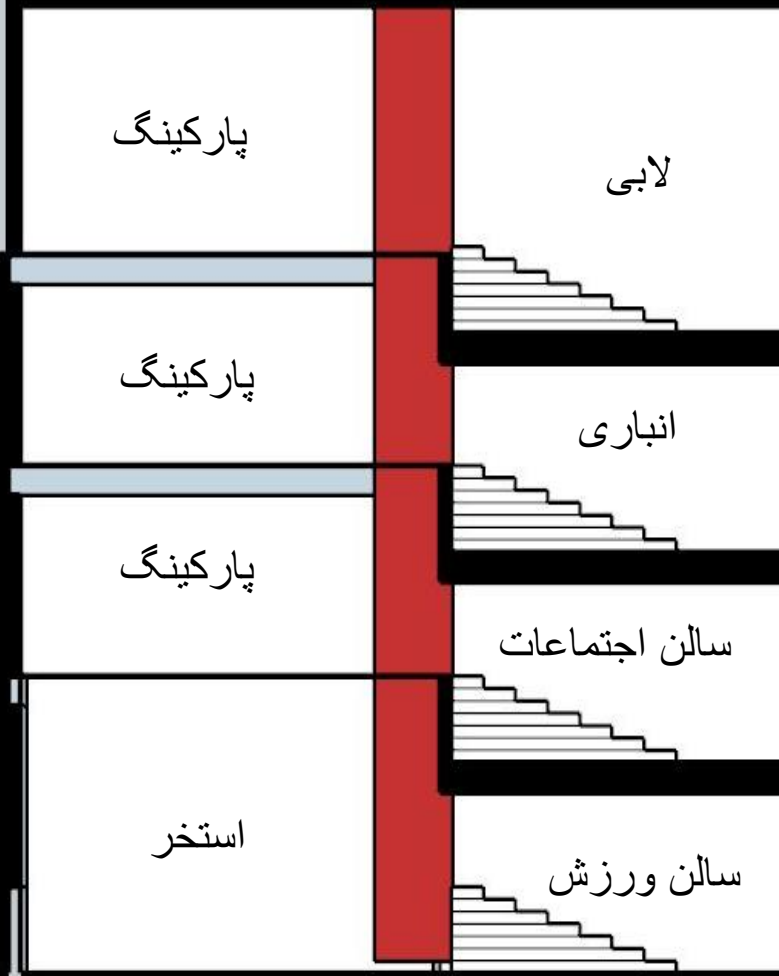 پارکینگ
لابی
پارکینگ
انباری
پارکینگ
سالن اجتماعات
استخر
سالن ورزش